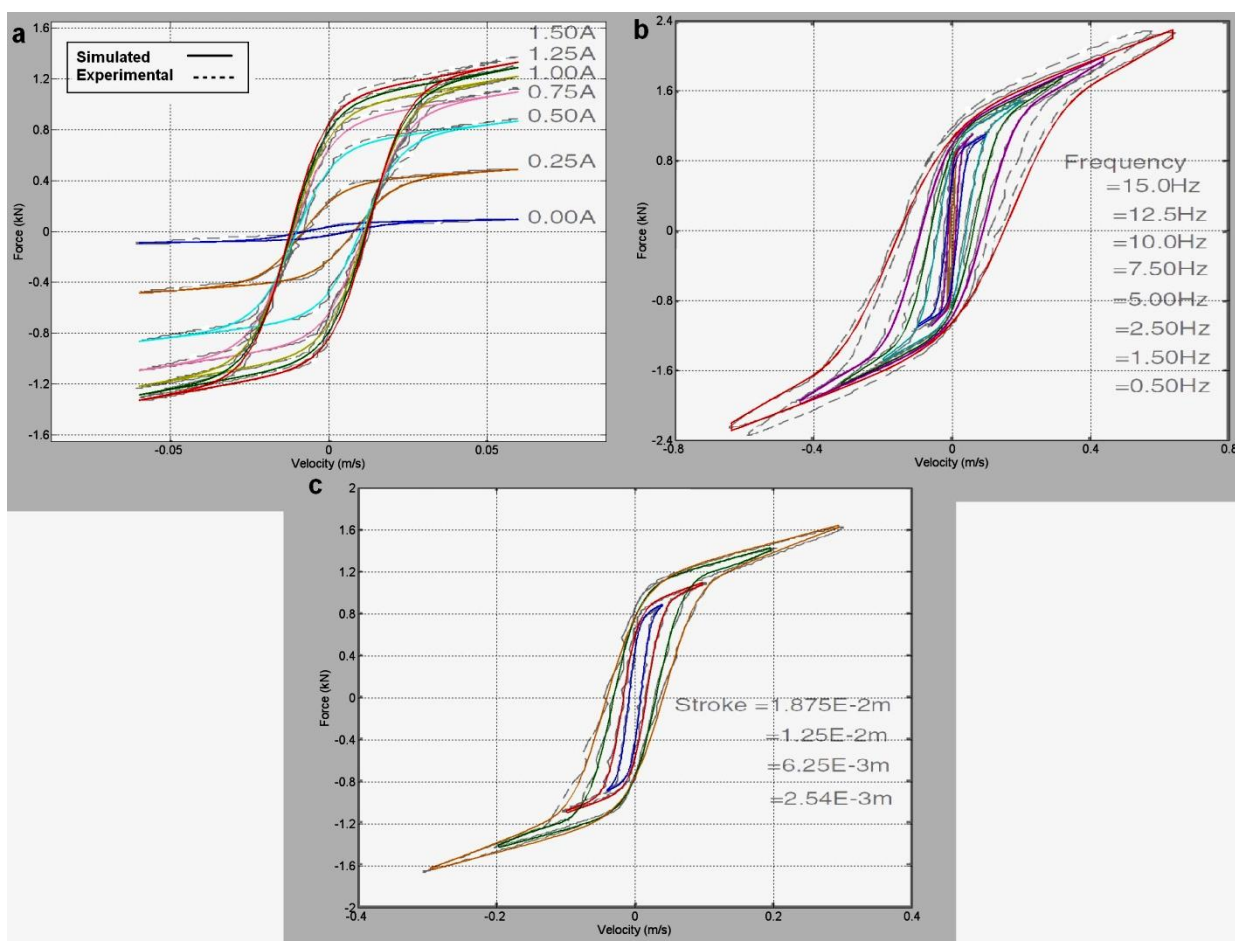 a
Simulated
Experimental
1.50A
1.25A
1.00A
0.75A
0.50A
0.25A
0.00A
1.6
1.2
0.8
0.4
0
-0.4
-0.8
-1.2
-1.6
Force (kN)
-0.05
0
0.05
Velocity (m/s)
b
2.4
1.6
0.8
0
-0.8
-1.6
-2.4
Force (kN)
Frequency
=15.0Hz
=12.5Hz
=10.0Hz
=7.50Hz
=5.00Hz
=2.50Hz
=1.50Hz
=0.50Hz
-0.8
-0.4
0
0.4
0.8
Velocity (m/s)
c
2
1.6
1.2
0.8
0.4
0
-0.4
-0.8
-1.2
-1.6
-2
Force (kN)
Stroke =1.875E-2m
=1.25E-2m
=6.25E-3m
=2.54E-3m
-0.4
-0.2
0
0.2
0.4
Velocity (m/s)